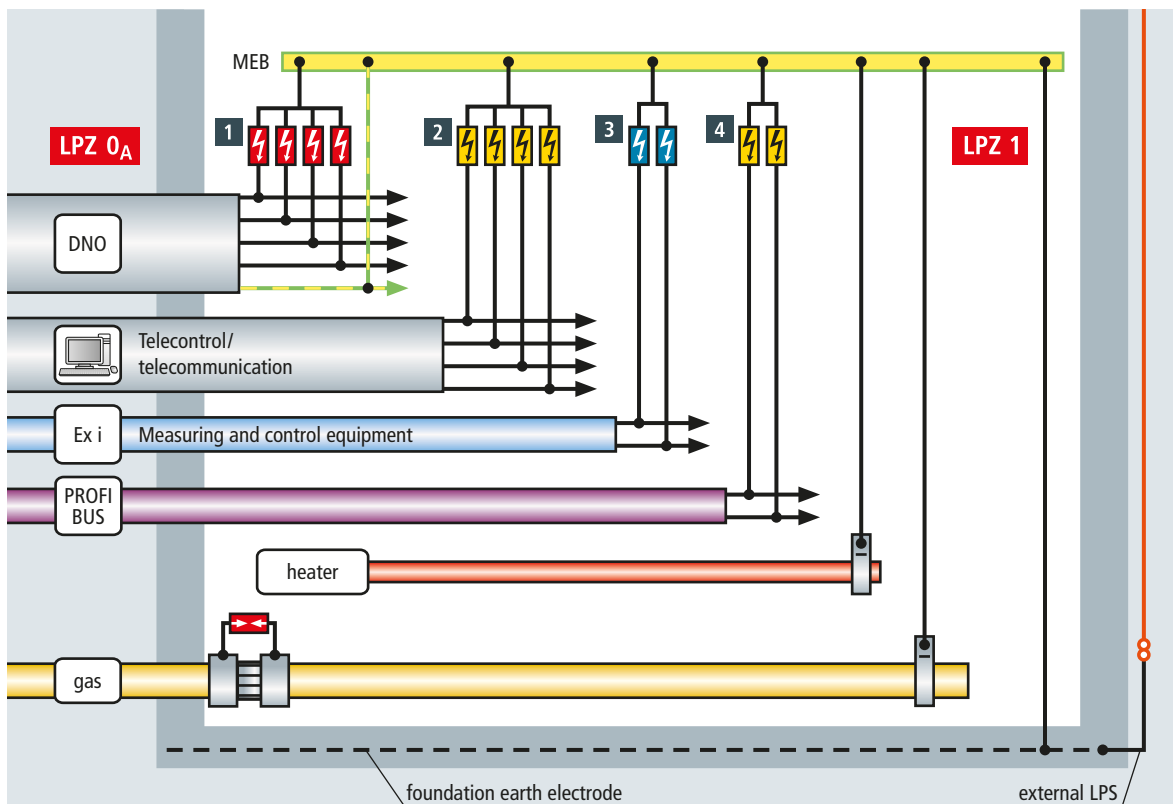 MEB
1
2
3
4
LPZ 0A
LPZ 1
DNO
Telecontrol/
telecommunication
Ex i
Measuring and control equipment
PROFI
BUS
heater
gas
foundation earth electrode
external LPS